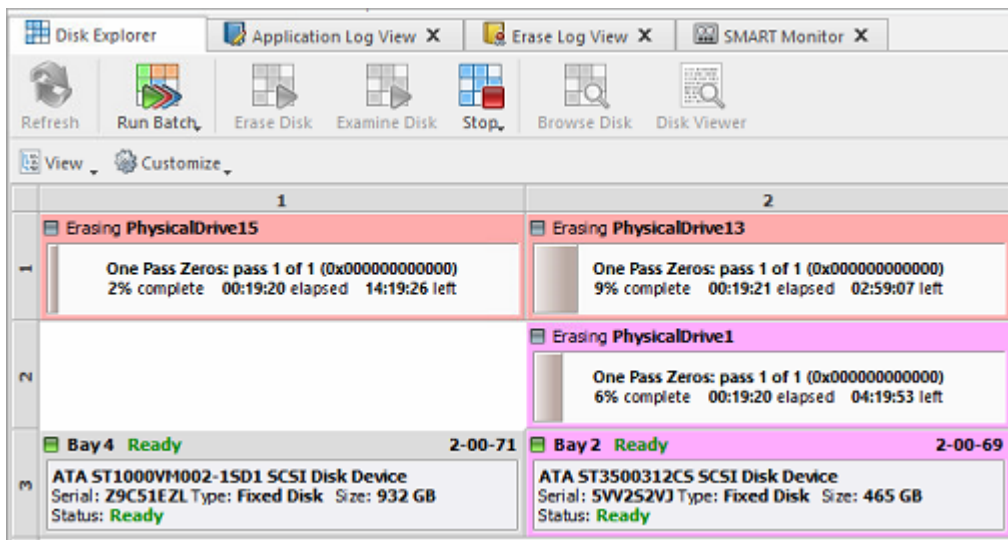 Disk Explorer Application Log View X Erase Log View X SMART Monitor X
Refresh Run Batch Erase Disk Examine Disk Stop Browse Disk Disk Viewer
View Customize
1 2
1
Erasing PhysicalDrive15
One Pass Zeros: pass 1 of 1 (0x000000000000)
2% complete 00:19:20 elapsed 14:19:26 left
Erasing PhysicalDrive13
One Pass Zeros: pass 1 of 1 (0x000000000000)
9% complete 00:19:21 elapsed 02:59:07 left
2
Erasing PhysicalDrive1
One Pass Zeros: pass 1 of 1 (0x000000000000)
6% complete 00:19:20 elapsed 04:19:53 left
3
Bay 4 Ready 2-00-71
ATA ST1000VM002-1SD1 SCSI Disk Device
Serial: Z9C51EZL Type: Fixed Disk Size: 932 GB
Status: Ready
Bay 2 Ready 2-00-69
ATA ST3500312CS SCSI Disk Device
Serial: 5VV2S2VJ Type: Fixed Disk Size: 465 GB
Status: Ready